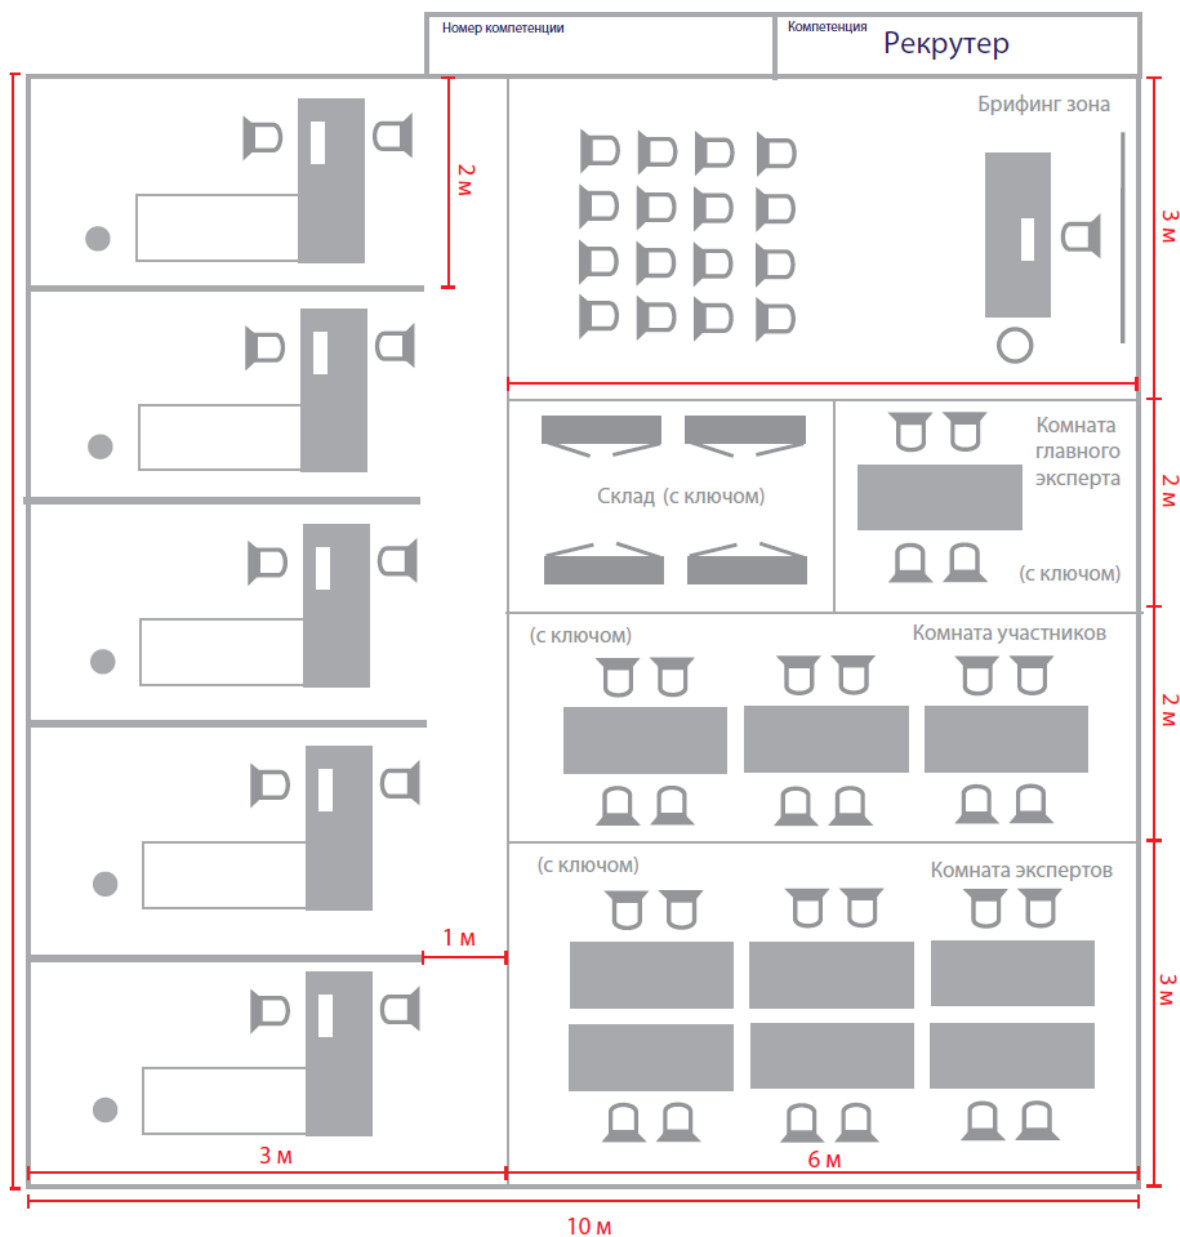 Номер компетенции
Компетенция
Рекрутер
Брифинг зона
2 м
3 м
Комната
главного
эксперта
Склад (с ключом)
2 м
(с ключом)
(с ключом)
Комната участников
2 м
(с ключом)
Комната экспертов
1 м
3 м
3 м
6 м
10 м